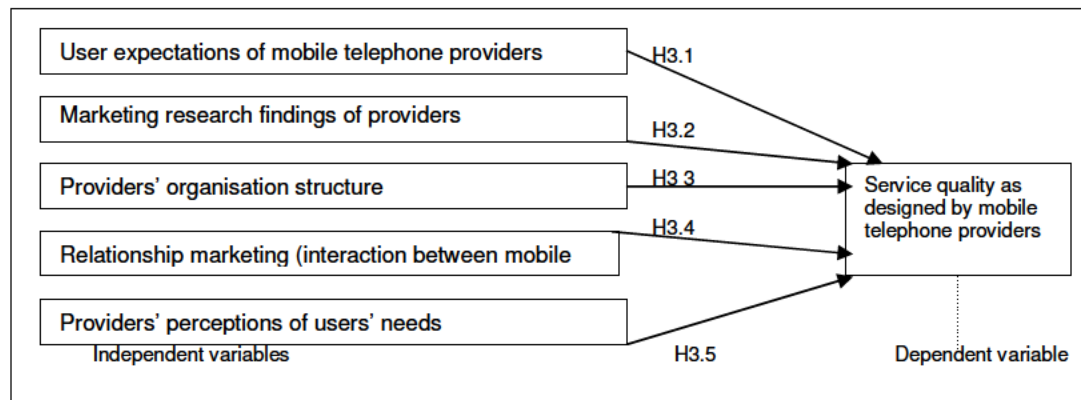 User expectations of mobile telephone providers
H3.1
Marketing research findings of providers
H3.2
Providers' organisation structure
H3 3
Service quality as
designed by mobile
telephone providers
Relationship marketing (interaction between mobile
H3.4
Providers' perceptions of users' needs
Independent variables
H3.5
Dependent variable